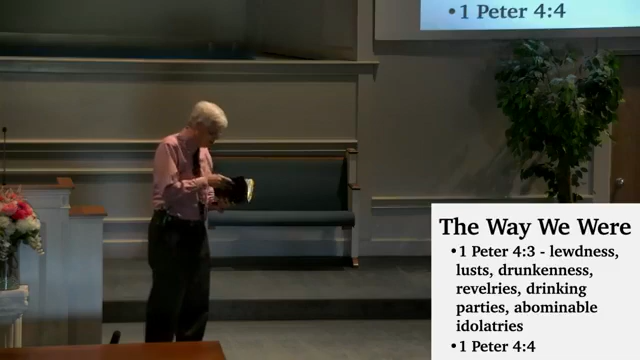 •1 Peter 4:4
The Way We Were
•1 Peter 4:3 - lewdness,
lusts, drunkenness,
revelries, drinking
parties, abominable
idolatries
•1 Peter 4:4